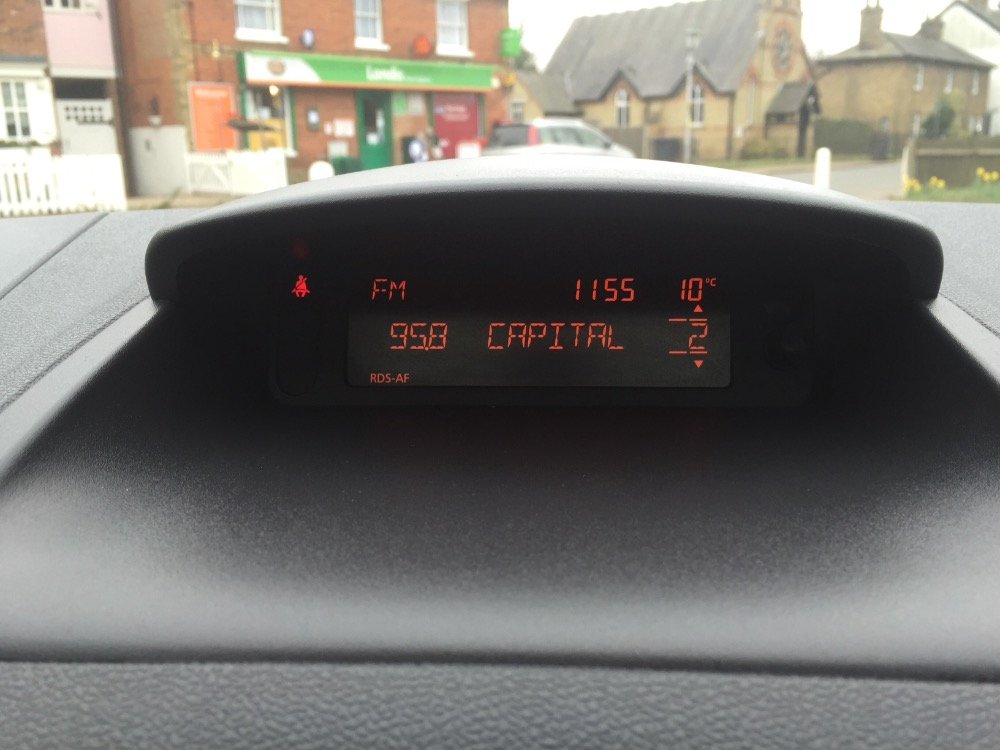 Londis
FM 1155 10°C
95.8 CAPITAL 2
RDS-AF